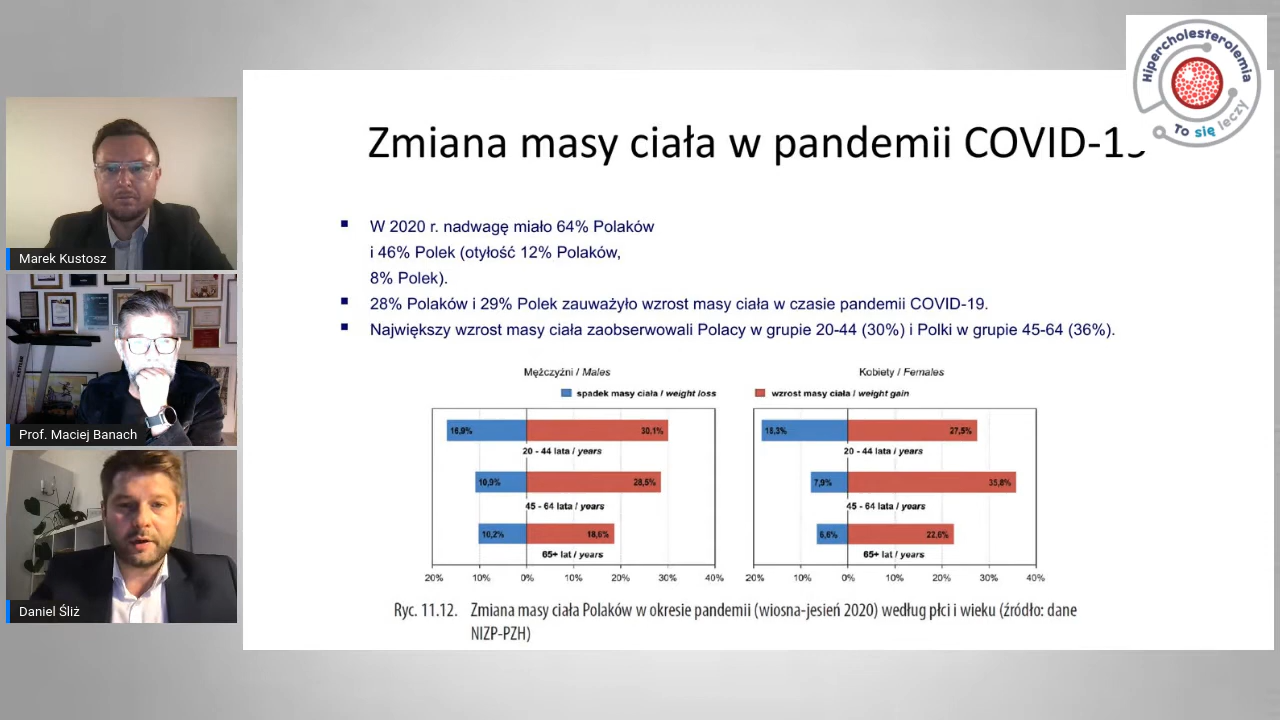 Hipercholesterolemia
To się leczy
Zmiana masy ciała w pandemii COVID-19
Marek Kustosz
Prof. Maciej Banach
Daniel Śliż
W 2020 r. nadwagę miało 64% Polaków
i 46% Polek (otyłość 12% Polaków,
8% Polek).
28% Polaków i 29% Polek zauważyło wzrost masy ciała w czasie pandemii COVID-19.
Największy wzrost masy ciała zaobserwowali Polacy w grupie 20-44 (30%) i Polki w grupie 45-64 (36%).
Mężczyźni / Males
Kobiety / Females
spadek masy ciała / weight loss
wzrost masy ciała / weight gain
16,9% 30,1%
20 - 44 lata / years
10,9% 28,5%
45 - 64 lata / years
10,2% 18,6%
65+ lat / years
20% 10% 0% 10% 20% 30% 40%
18,3% 27,5%
20 - 44 lata / years
7,9% 35,8%
45 - 64 lata / years
6,6% 22,6%
65+ lat / years
20% 10% 0% 10% 20% 30% 40%
Ryc. 11.12. Zmiana masy ciała Polaków w okresie pandemii (wiosna-jesień 2020) według płci i wieku (źródło: dane
NIZP-PZH)